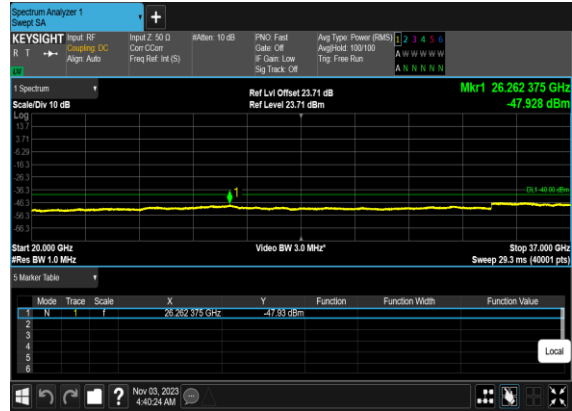 Spectrum Analyzer 1
Swept SA
+
KEYSIGHT Input: RF Input Z: 50 Ω #Atten: 10 dB PNO: Fast Avg Type: Power (RMS) 1 2 3 4 5 6
R T Coupling: DC Corr CCorr Gate: Off Avg|Hold: 100/100 A W W W W W
Align: Auto Freq Ref: Int (S) IF Gain: Low Trig: Free Run
Sig Track: Off A N N N N N
1 Spectrum Ref Lvl Offset 23.71 dB Mkr1 26.262 375 GHz
Scale/Div 10 dB Ref Level 23.71 dBm -47.928 dBm
Log
13.7
3.71
-6.29
-16.3
-26.3
-36.3 1 DL1 -40.00 dBm
-46.3
-56.3
-66.3
Start 20.000 GHz Video BW 3.0 MHz* Stop 37.000 GHz
#Res BW 1.0 MHz Sweep 29.3 ms (40001 pts)
5 Marker Table
Mode Trace Scale X Y Function Function Width Function Value
1 N 1 f 26.262 375 GHz -47.93 dBm
2
3
4
5
6
Local
? Nov 03, 2023
4:40:24 AM